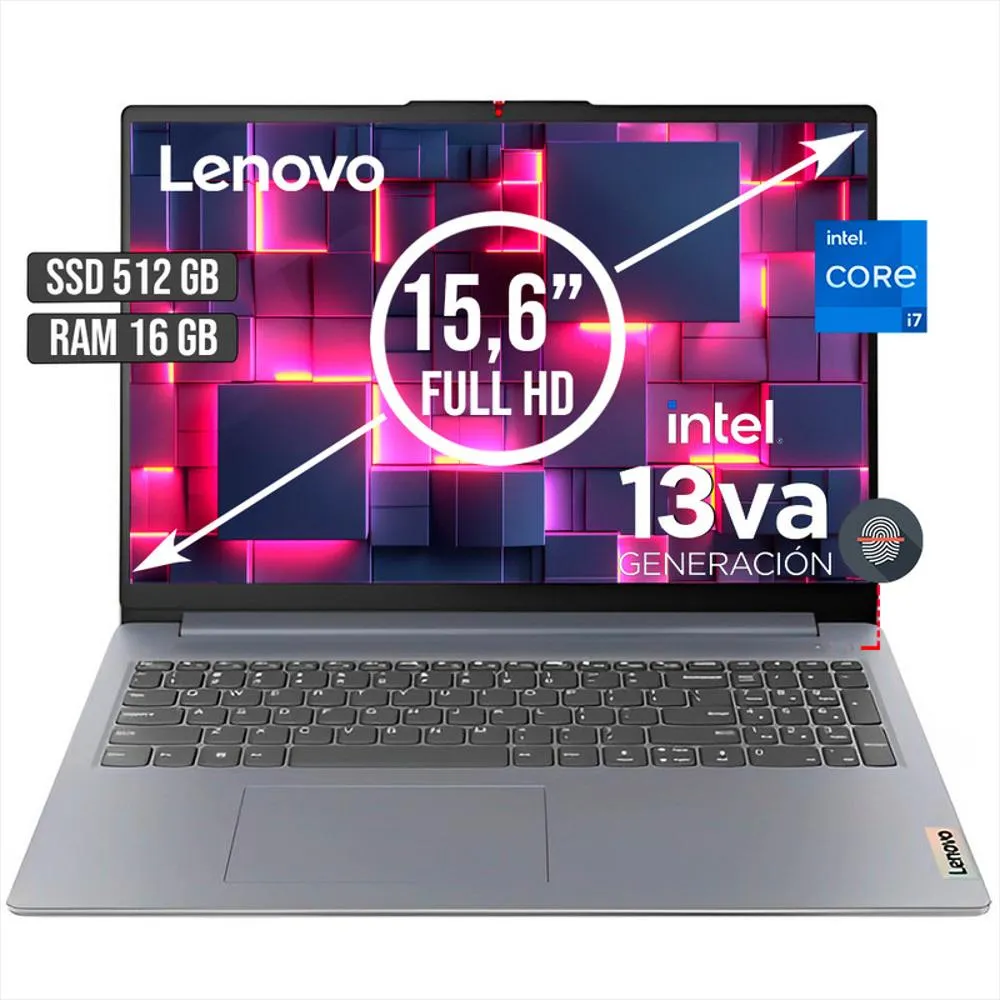 Lenovo
SSD 512 GB
RAM 16 GB
15,6”
FULL HD
intel.
CORE
i7
intel.
13va
GENERACIÓN
Lenovo